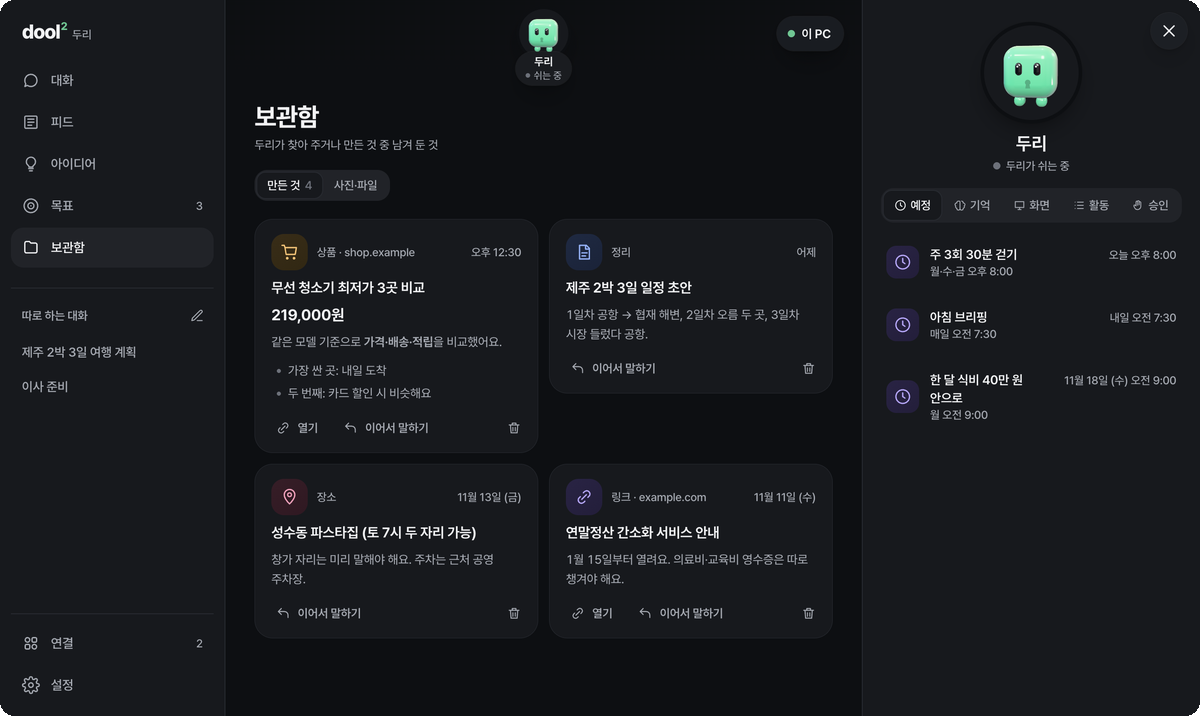 dool² 두리
대화
피드
아이디어
목표 3
보관함
따로 하는 대화
제주 2박 3일 여행 계획
이사 준비
연결 2
설정
두리
쉬는 중
이 PC
보관함
두리가 찾아 주거나 만든 것 중 남겨 둔 것
만든 것 4 사진·파일
상품 · shop.example 오후 12:30
무선 청소기 최저가 3곳 비교
219,000원
같은 모델 기준으로 가격·배송·적립을 비교했어요.
가장 싼 곳: 내일 도착
두 번째: 카드 할인 시 비슷해요
열기 이어서 말하기
정리 어제
제주 2박 3일 일정 초안
1일차 공항 → 협재 해변, 2일차 오름 두 곳, 3일차
시장 들렀다 공항.
이어서 말하기
장소 11월 13일 (금)
성수동 파스타집 (토 7시 두 자리 가능)
창가 자리는 미리 말해야 해요. 주차는 근처 공영
주차장.
이어서 말하기
링크 · example.com 11월 11일 (수)
연말정산 간소화 서비스 안내
1월 15일부터 열려요. 의료비·교육비 영수증은 따로
챙겨야 해요.
열기 이어서 말하기
두리
두리가 쉬는 중
예정 기억 화면 활동 승인
주 3회 30분 걷기 오늘 오후 8:00
월·수·금 오후 8:00
아침 브리핑 내일 오전 7:30
매일 오전 7:30
한 달 식비 40만 원 11월 18일 (수) 오전 9:00
안으로
월 오전 9:00